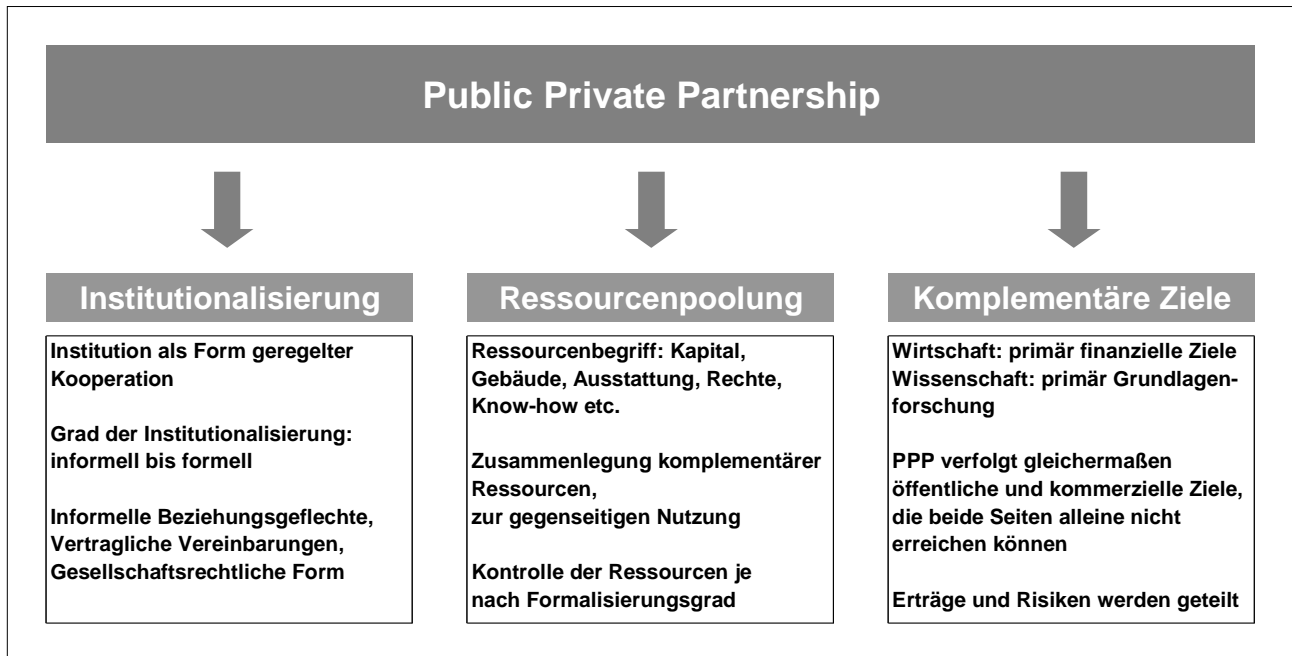 Public Private Partnership
Institutionalisierung
Institution als Form geregelter
Kooperation
Grad der Institutionalisierung:
informell bis formell
Informelle Beziehungsgeflechte,
Vertragliche Vereinbarungen,
Gesellschaftsrechtliche Form
Ressourcenpoolung
Ressourcenbegriff: Kapital,
Gebäude, Ausstattung, Rechte,
Know-how etc.
Zusammenlegung komplementärer
Ressourcen,
zur gegenseitigen Nutzung
Kontrolle der Ressourcen je
nach Formalisierungsgrad
Komplementäre Ziele
Wirtschaft: primär finanzielle Ziele
Wissenschaft: primär Grundlagen-
forschung
PPP verfolgt gleichermaßen
öffentliche und kommerzielle Ziele,
die beide Seiten alleine nicht
erreichen können
Erträge und Risiken werden geteilt